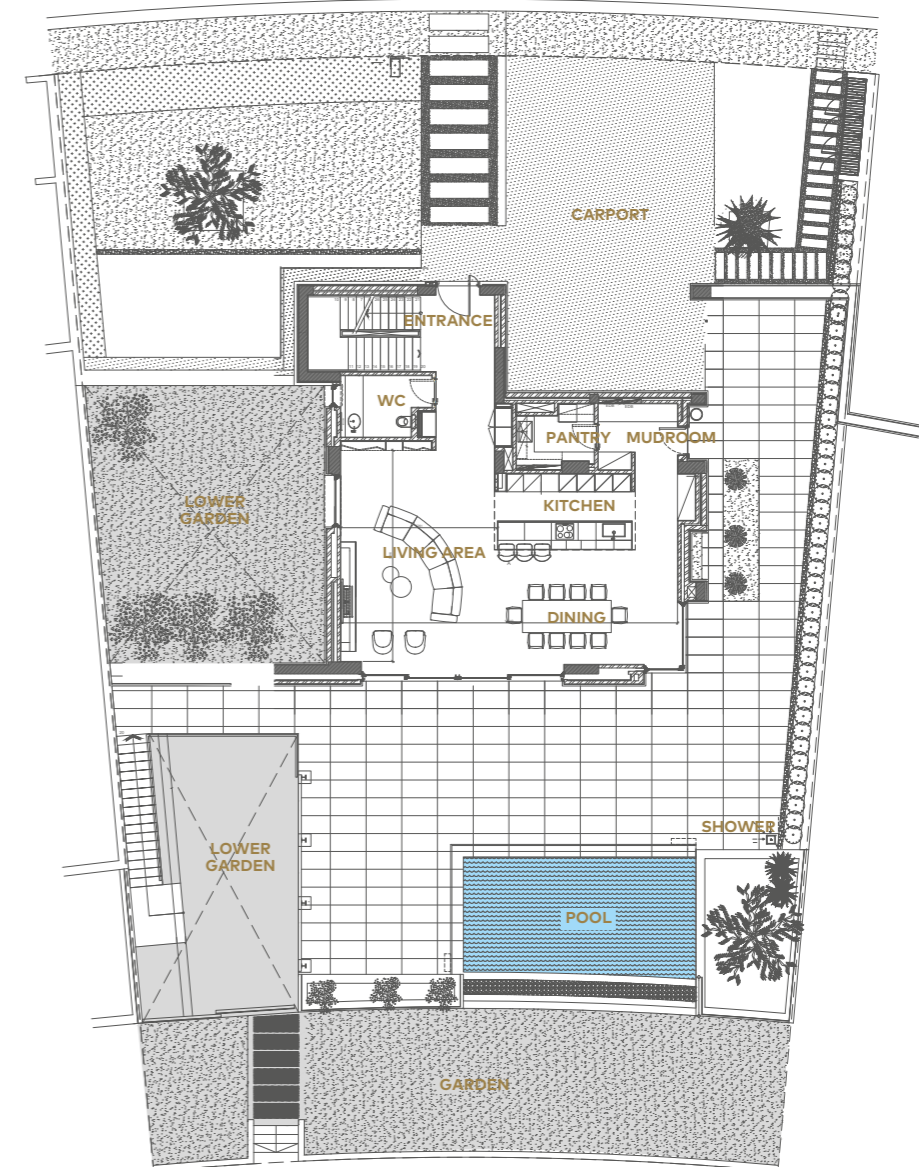 CARPORT
ENTRANCE
WC
PANTRY
MUDROOM
LOWER
GARDEN
KITCHEN
LIVING AREA
DINING
SHOWER
LOWER
GARDEN
POOL
GARDEN